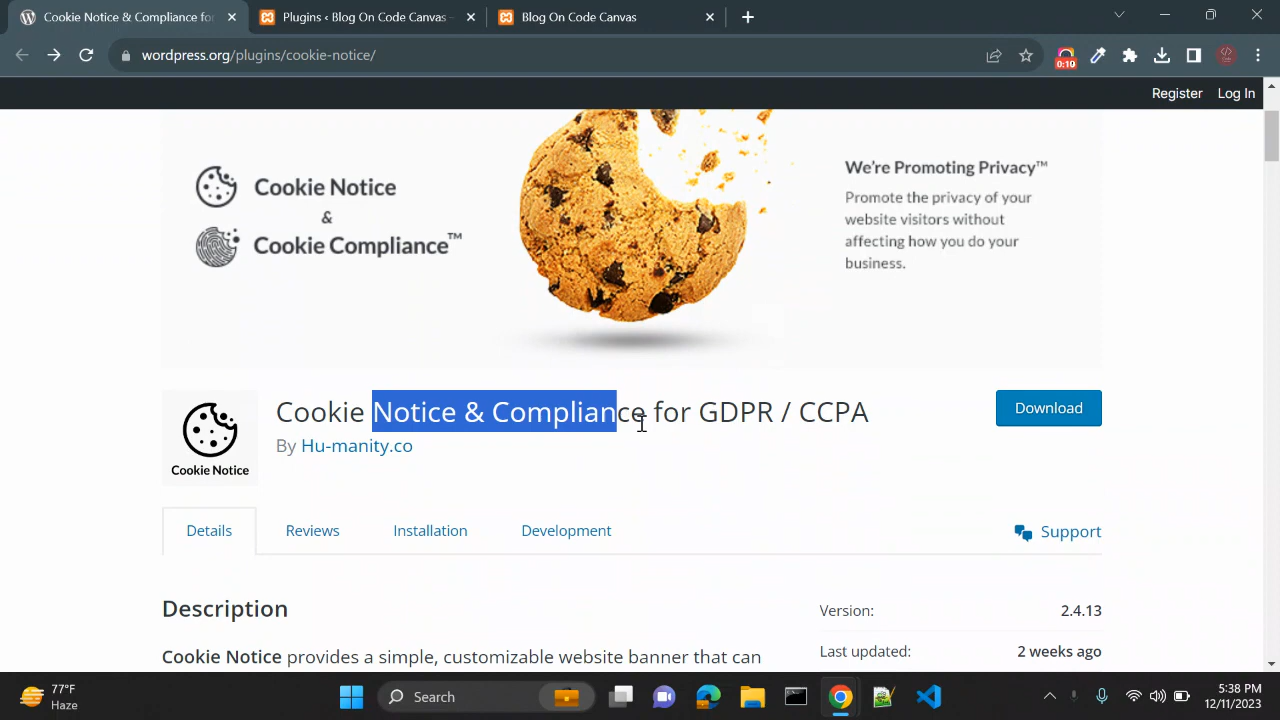 Cookie Notice & Compliance for
Plugins ‹ Blog On Code Canvas
Blog On Code Canvas
wordpress.org/plugins/cookie-notice/
0:10
Register Log In
Cookie Notice
&
Cookie Compliance™
We're Promoting Privacy™
Promote the privacy of your
website visitors without
affecting how you do your
business.
Cookie Notice
Cookie Notice & Compliance for GDPR / CCPA
By Hu-manity.co
Download
Details Reviews Installation Development
Support
Description
Cookie Notice provides a simple, customizable website banner that can
Version: 2.4.13
Last updated: 2 weeks ago
77°F
Haze
Search
5:38 PM
12/11/2023